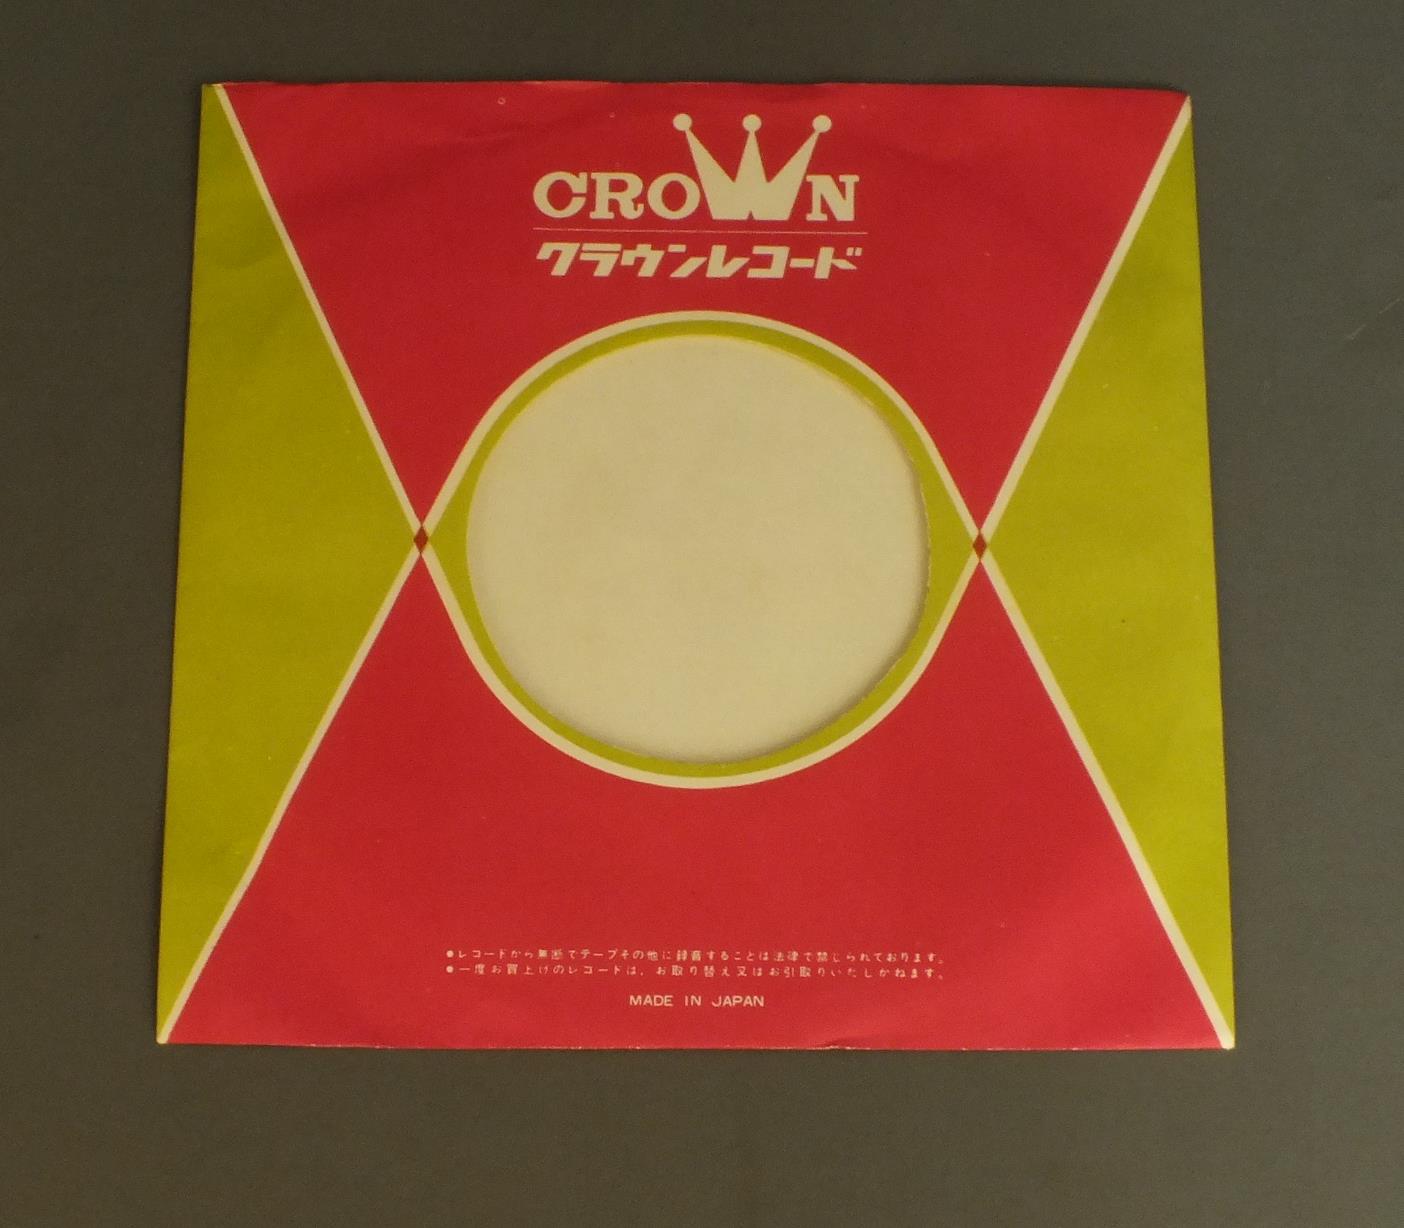 CROWN
クラウンレコード
●レコードから無断でテープその他に録音することは法律で禁じられております。
●一度お買上げのレコードは、お取り替え又はお引取りいたしかねます。
MADE IN JAPAN